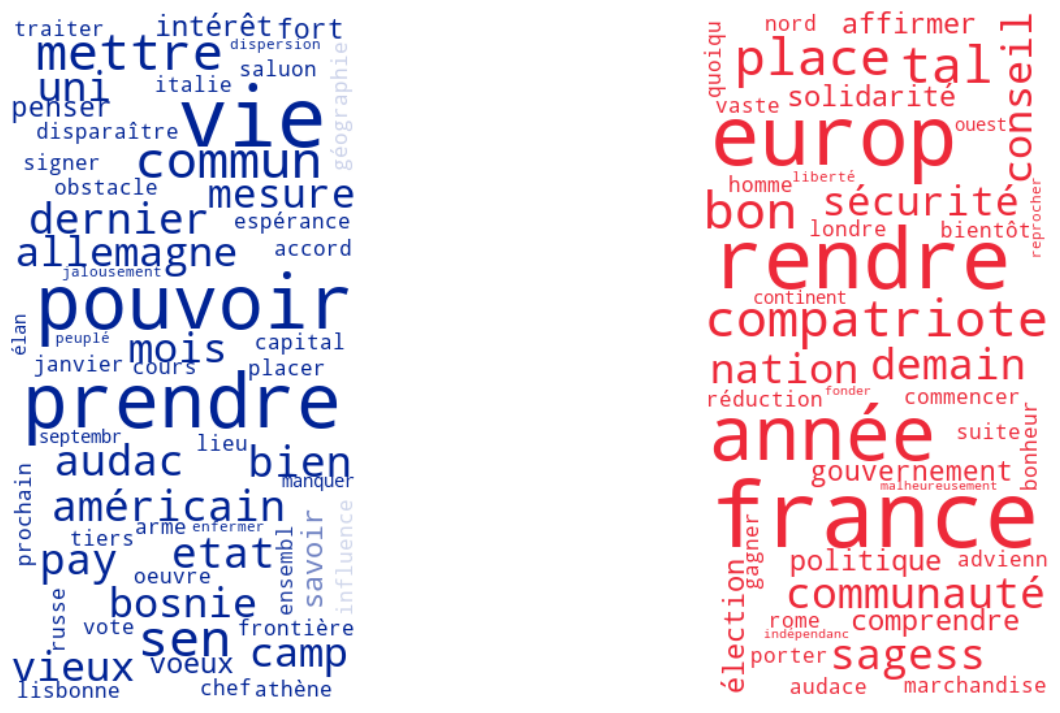 traiter intérêt fort
mettre dispersion
saluon
uni italie géographie
penser vie
disparaître
signer commun
obstacle mesure
dernier espérance
allemagne accord
jalousement
pouvoir
élan peuplé mois capital
janvier cours placer
prendre
septembr lieu
audac bien
manquer
prochain américain
tiers arme enfermer
pay etat ensembl savoir influence
oeuvre
russe bosnie
vote sen frontière
vieux voeux camp
lisbonne chef athène
quoiqu nord affirmer conseil
place tal
vaste solidarité
europ ouest
homme liberté
bon sécurité reprocher
londre bientôt
rendre
continent
compatriote
nation demain
réduction fonder commencer
année suite bonheur
gouvernement
malheureusement
france
gagner politique advienn
élection communauté
rome comprendre
indépendanc
porter sagess
audace marchandise